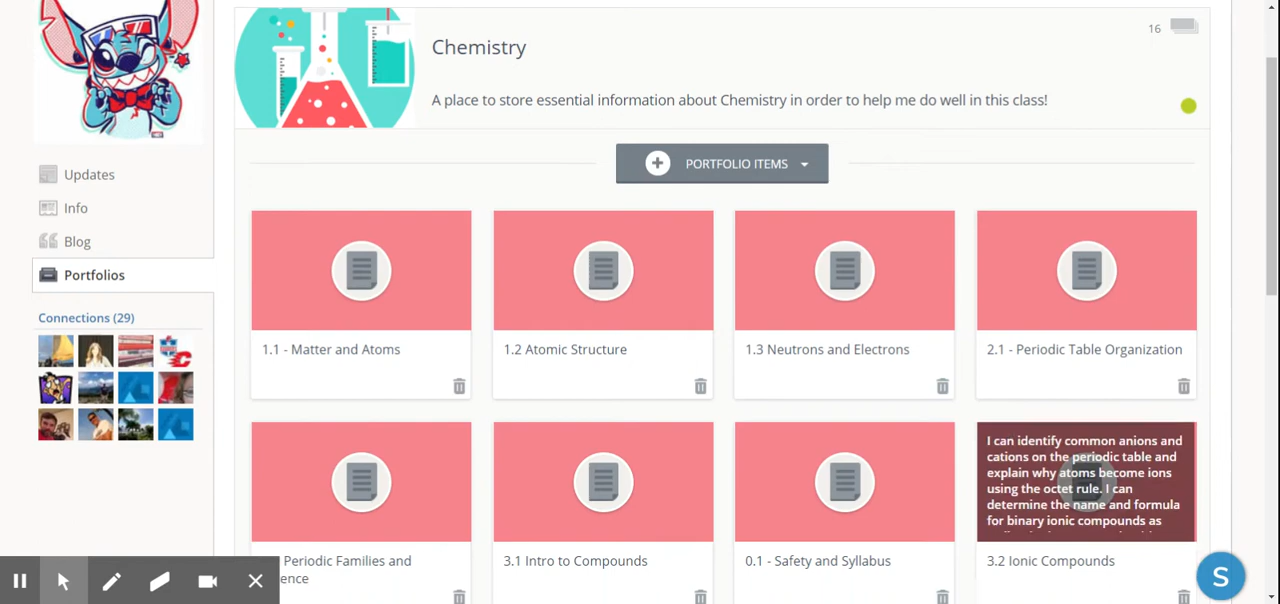 Chemistry
16
A place to store essential information about Chemistry in order to help me do well in this class!
PORTFOLIO ITEMS
Updates
Info
Blog
Portfolios
Connections (29)
1.1 - Matter and Atoms
1.2 Atomic Structure
1.3 Neutrons and Electrons
2.1 - Periodic Table Organization
I can identify common anions and
cations on the periodic table and
explain why atoms become ions
using the octet rule. I can
determine the name and formula
for binary ionic compounds as
Periodic Families and
ence
3.1 Intro to Compounds
0.1 - Safety and Syllabus
3.2 Ionic Compounds
S